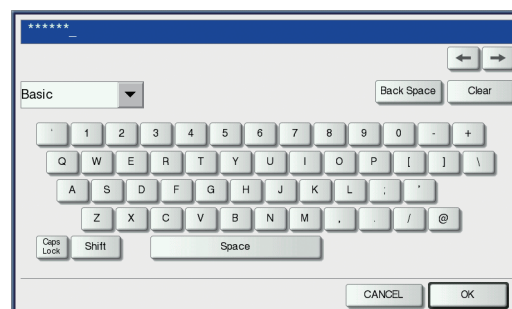 ******_
← →
Basic Back Space Clear
` 1 2 3 4 5 6 7 8 9 0 - +
Q W E R T Y U I O P [ ] \
A S D F G H J K L ; '
Z X C V B N M , . / @
Caps Lock Shift Space
CANCEL OK